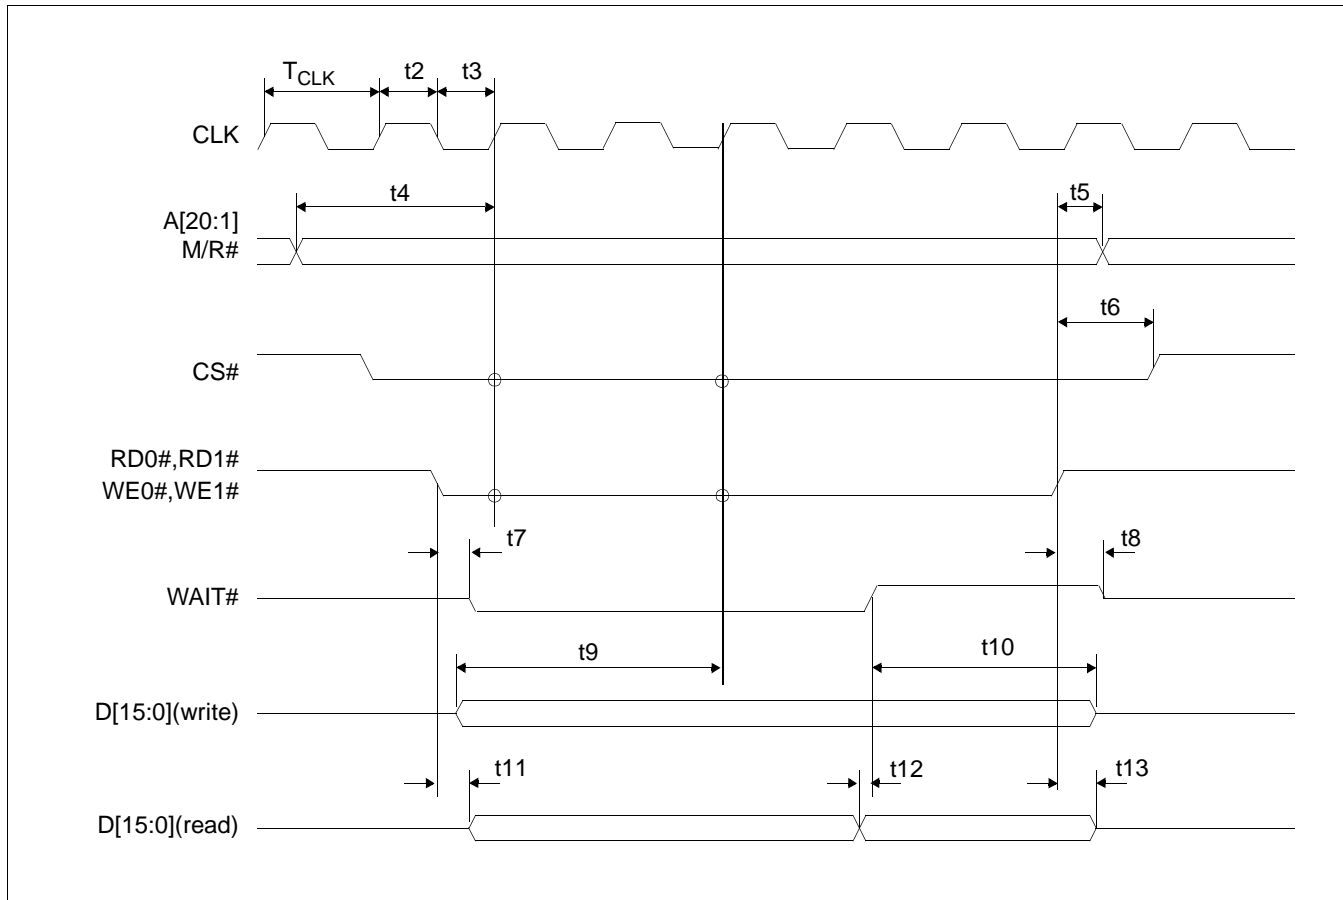 TCLK t2 t3
CLK
t4 t5
A[20:1]
M/R#
t6
CS#
RD0#,RD1#
WE0#,WE1#
t7 t8
WAIT#
t9 t10
D[15:0](write)
t11 t12 t13
D[15:0](read)